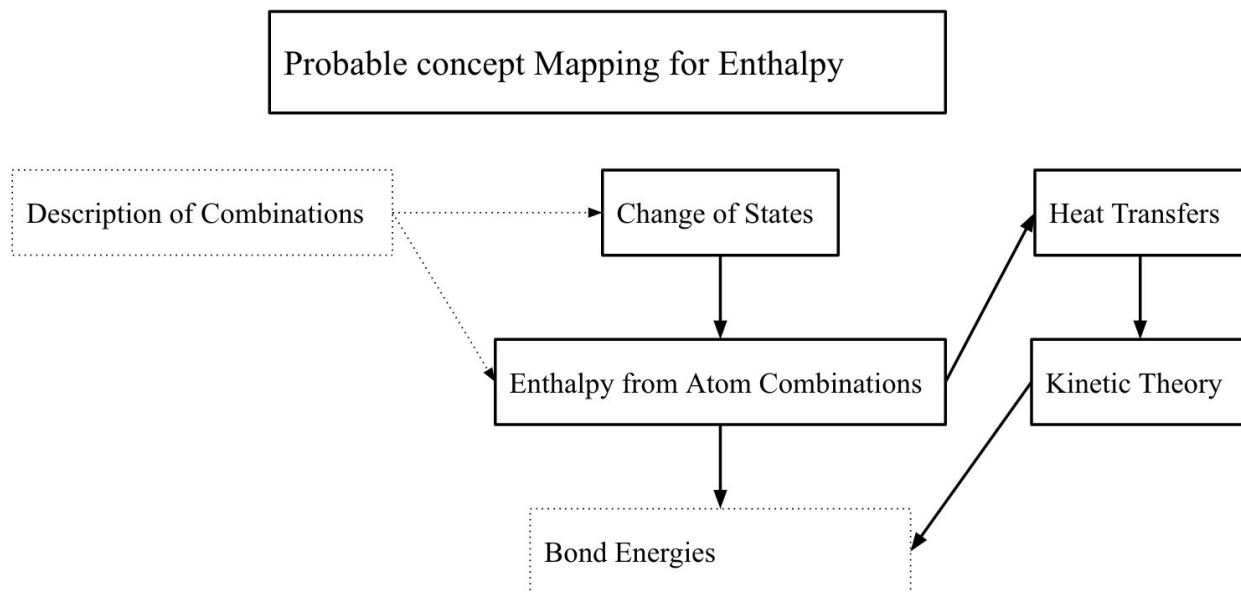 Probable concept Mapping for Enthalpy
Description of Combinations
Change of States
Heat Transfers
Enthalpy from Atom Combinations
Kinetic Theory
Bond Energies